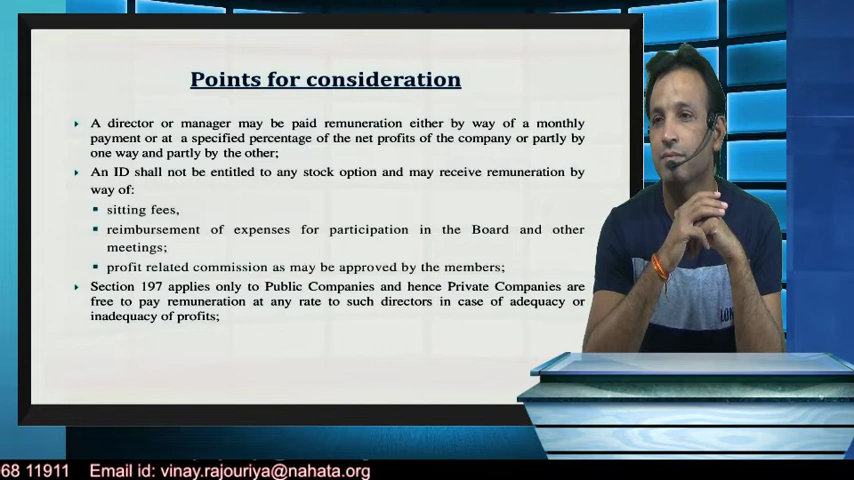 Points for consideration
A director or manager may be paid remuneration either by way of a monthly
payment or at a specified percentage of the net profits of the company or partly by
one way and partly by the other;
An ID shall not be entitled to any stock option and may receive remuneration by
way of:
sitting fees,
reimbursement of expenses for participation in the Board and other
meetings;
profit related commission as may be approved by the members;
Section 197 applies only to Public Companies and hence Private Companies are
free to pay remuneration at any rate to such directors in case of adequacy or
inadequacy of profits;
LON
68 11911 Email id: vinay.rajouriya@nahata.org